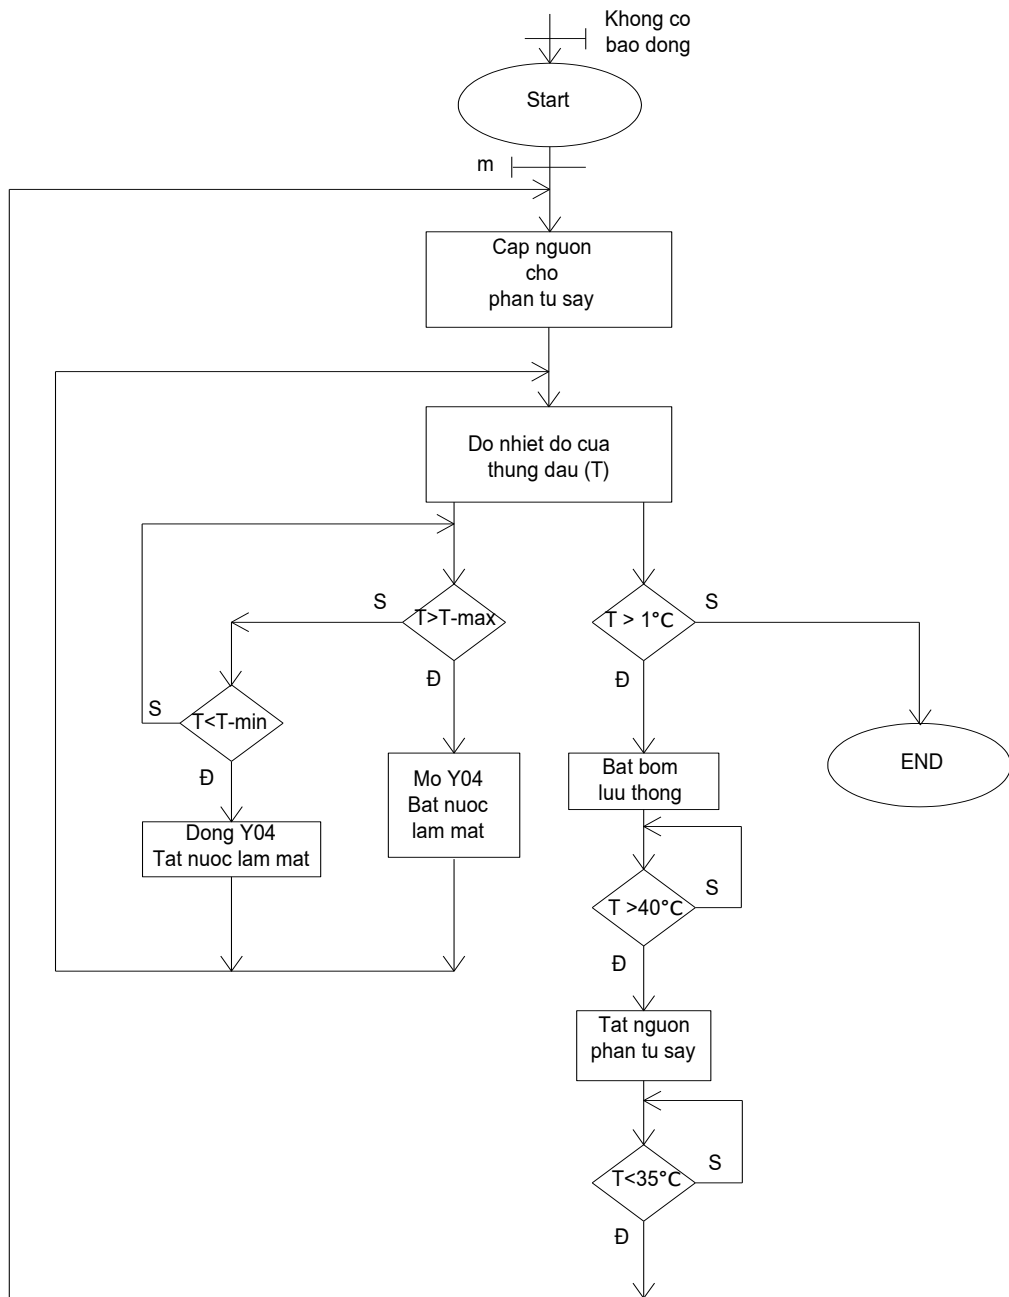 Khong co
bao dong
Start
m
Cap nguon
cho
phan tu say
Do nhiet do cua
thung dau (T)
S
T>T-max
T > 1°C
S
Đ
Đ
S
T<T-min
Đ
Mo Y04
Bat nuoc
lam mat
Bat bom
luu thong
END
Dong Y04
Tat nuoc lam mat
T >40°C
S
Đ
Tat nguon
phan tu say
T<35°C
S
Đ